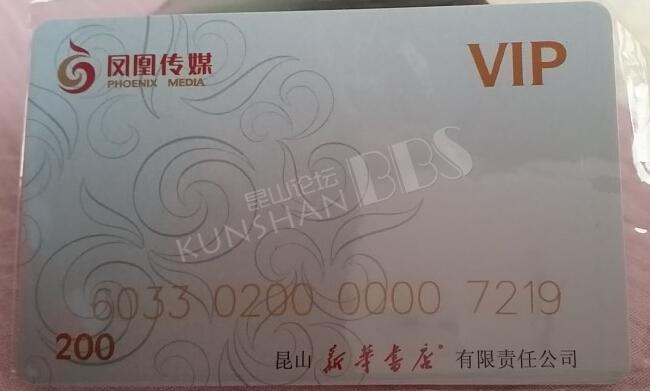 凤凰传媒
PHOENIX MEDIA
VIP
昆山论坛
KUNSHAN BBS
6033 0200 0000 7219
200
昆山 新华书店 有限责任公司